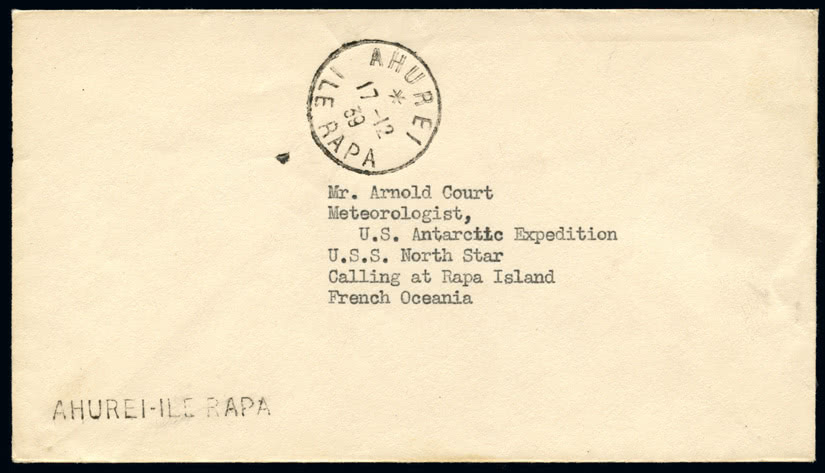 AHUREI
*
17-12
39
ILE RAPA
Mr. Arnold Court
Meteorologist,
U.S. Antarctic Expedition
U.S.S. North Star
Calling at Rapa Island
French Oceania
AHUREI-ILE RAPA